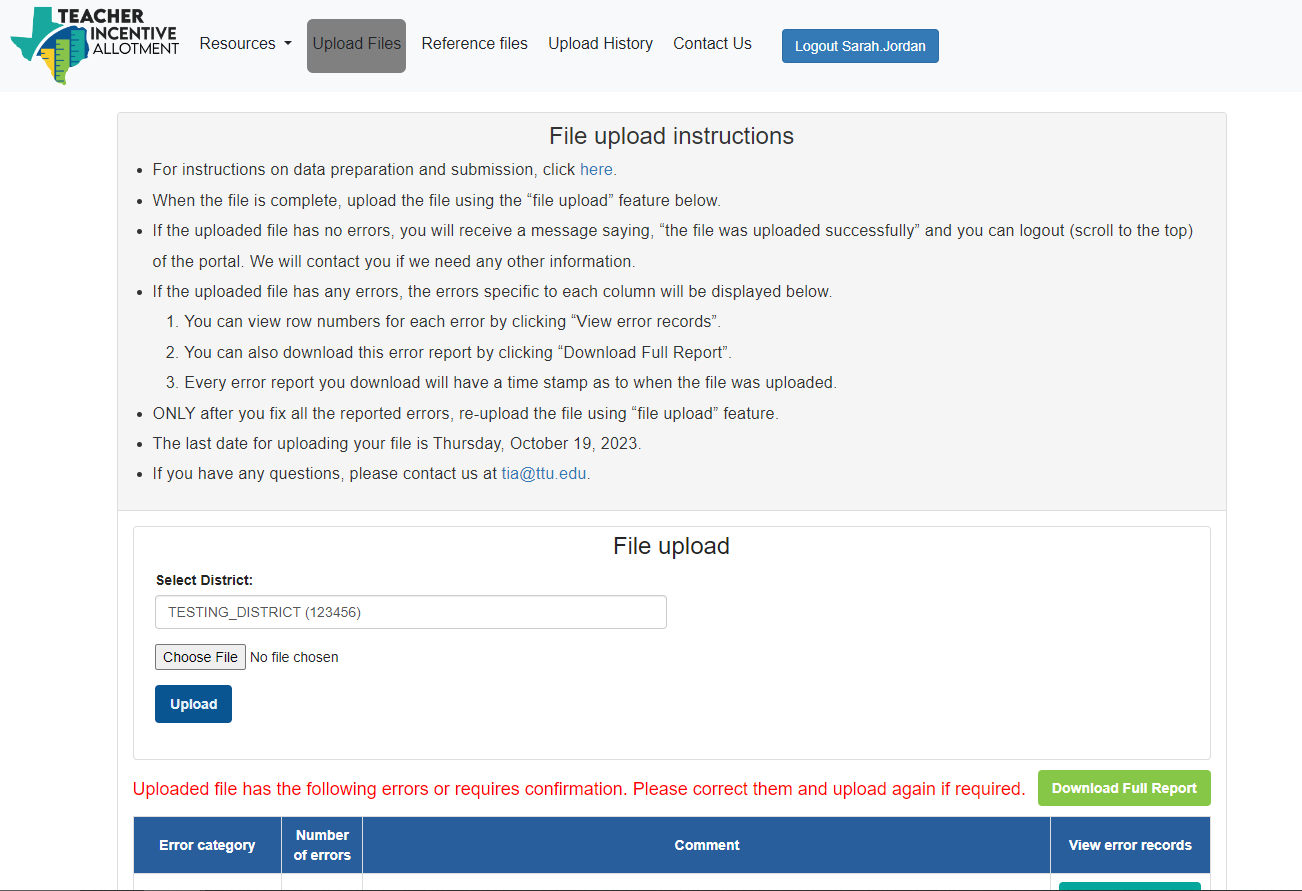 TEACHER
INCENTIVE
ALLOTMENT
Resources
Upload Files
Reference files
Upload History
Contact Us
Logout Sarah.Jordan
File upload instructions
• For instructions on data preparation and submission, click here.
• When the file is complete, upload the file using the “file upload” feature below.
• If the uploaded file has no errors, you will receive a message saying, “the file was uploaded successfully” and you can logout (scroll to the top)
of the portal. We will contact you if we need any other information.
• If the uploaded file has any errors, the errors specific to each column will be displayed below.
1. You can view row numbers for each error by clicking “View error records”.
2. You can also download this error report by clicking “Download Full Report”.
3. Every error report you download will have a time stamp as to when the file was uploaded.
• ONLY after you fix all the reported errors, re-upload the file using “file upload” feature.
• The last date for uploading your file is Thursday, October 19, 2023.
• If you have any questions, please contact us at tia@ttu.edu.
File upload
Select District:
TESTING_DISTRICT (123456)
Choose File No file chosen
Upload
Uploaded file has the following errors or requires confirmation. Please correct them and upload again if required.
Download Full Report
Error category
Number
of errors
Comment
View error records